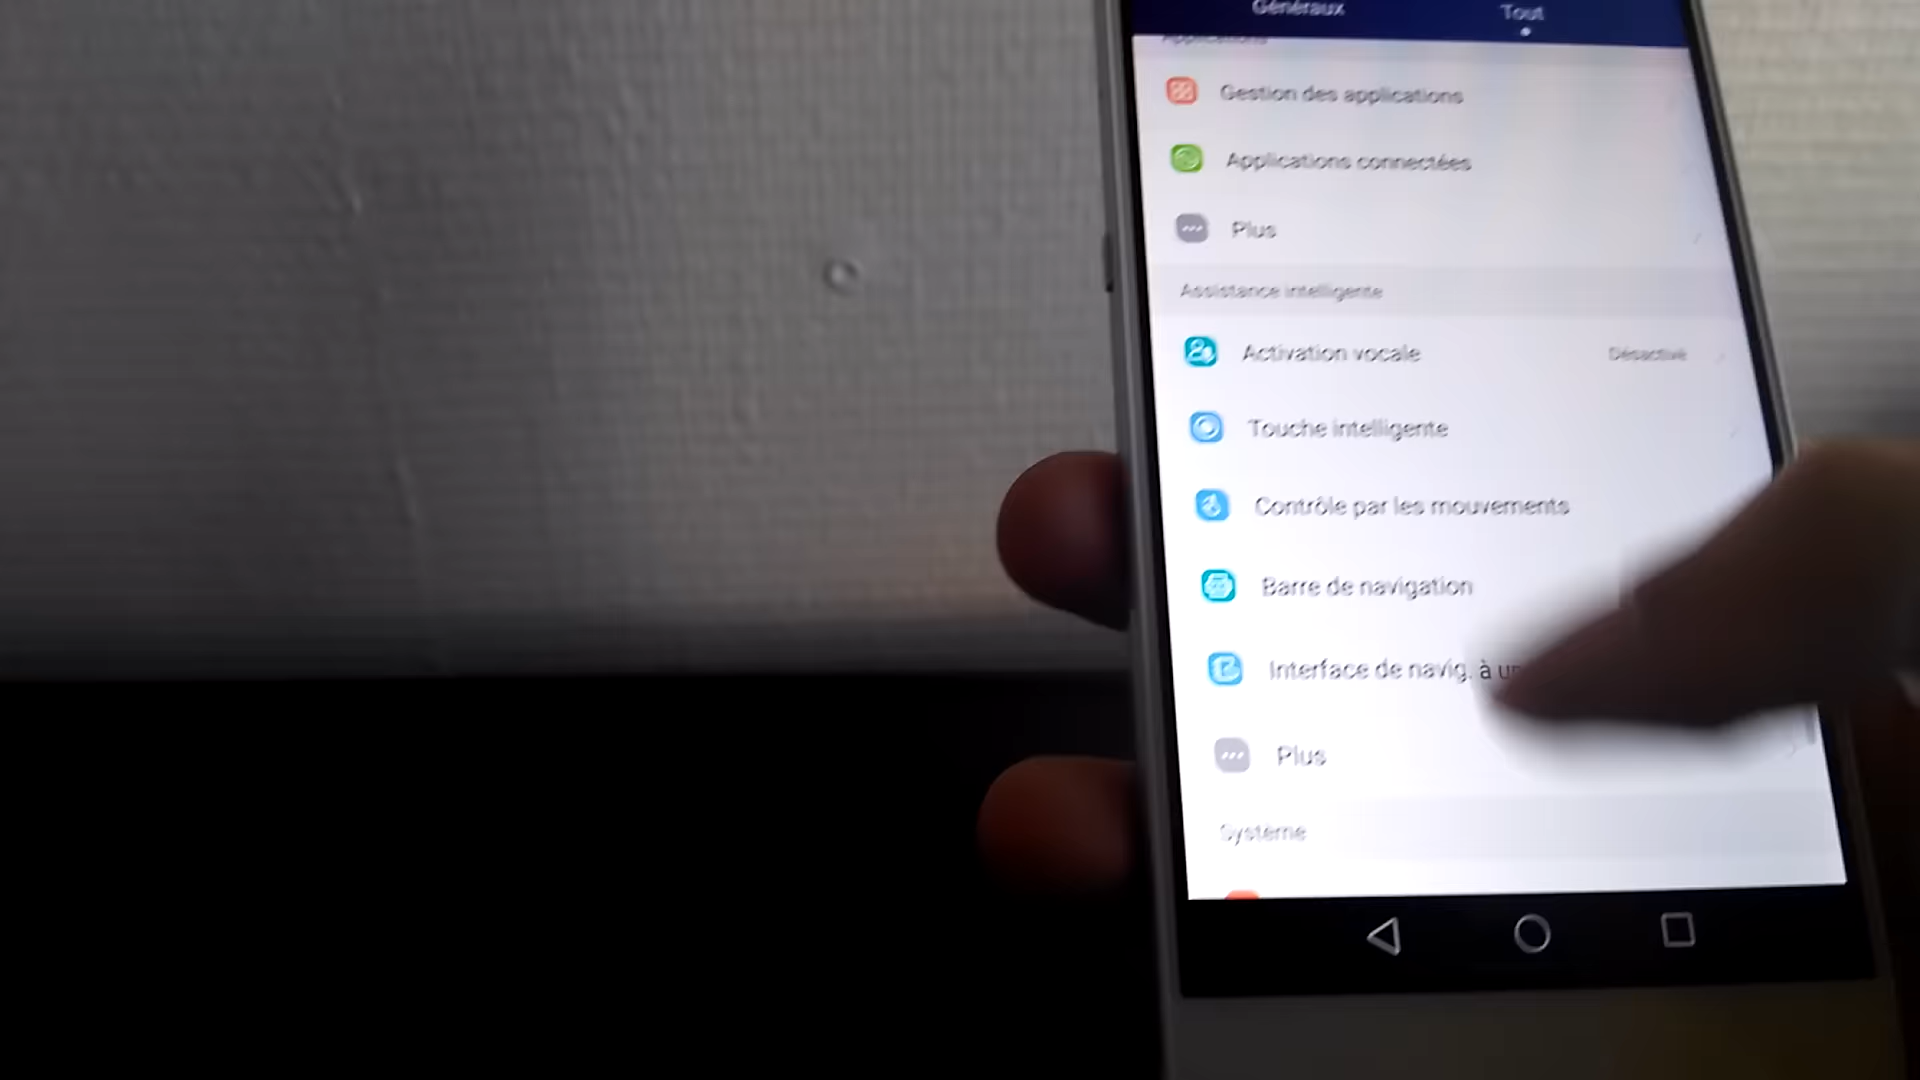 Généraux
Tout
Applications
Gestion des applications
Applications connectées
Plus
Assistance intelligente
Activation vocale
Désactivé
Touche intelligente
Contrôle par les mouvements
Barre de navigation
Interface de navig. à
Plus
Système